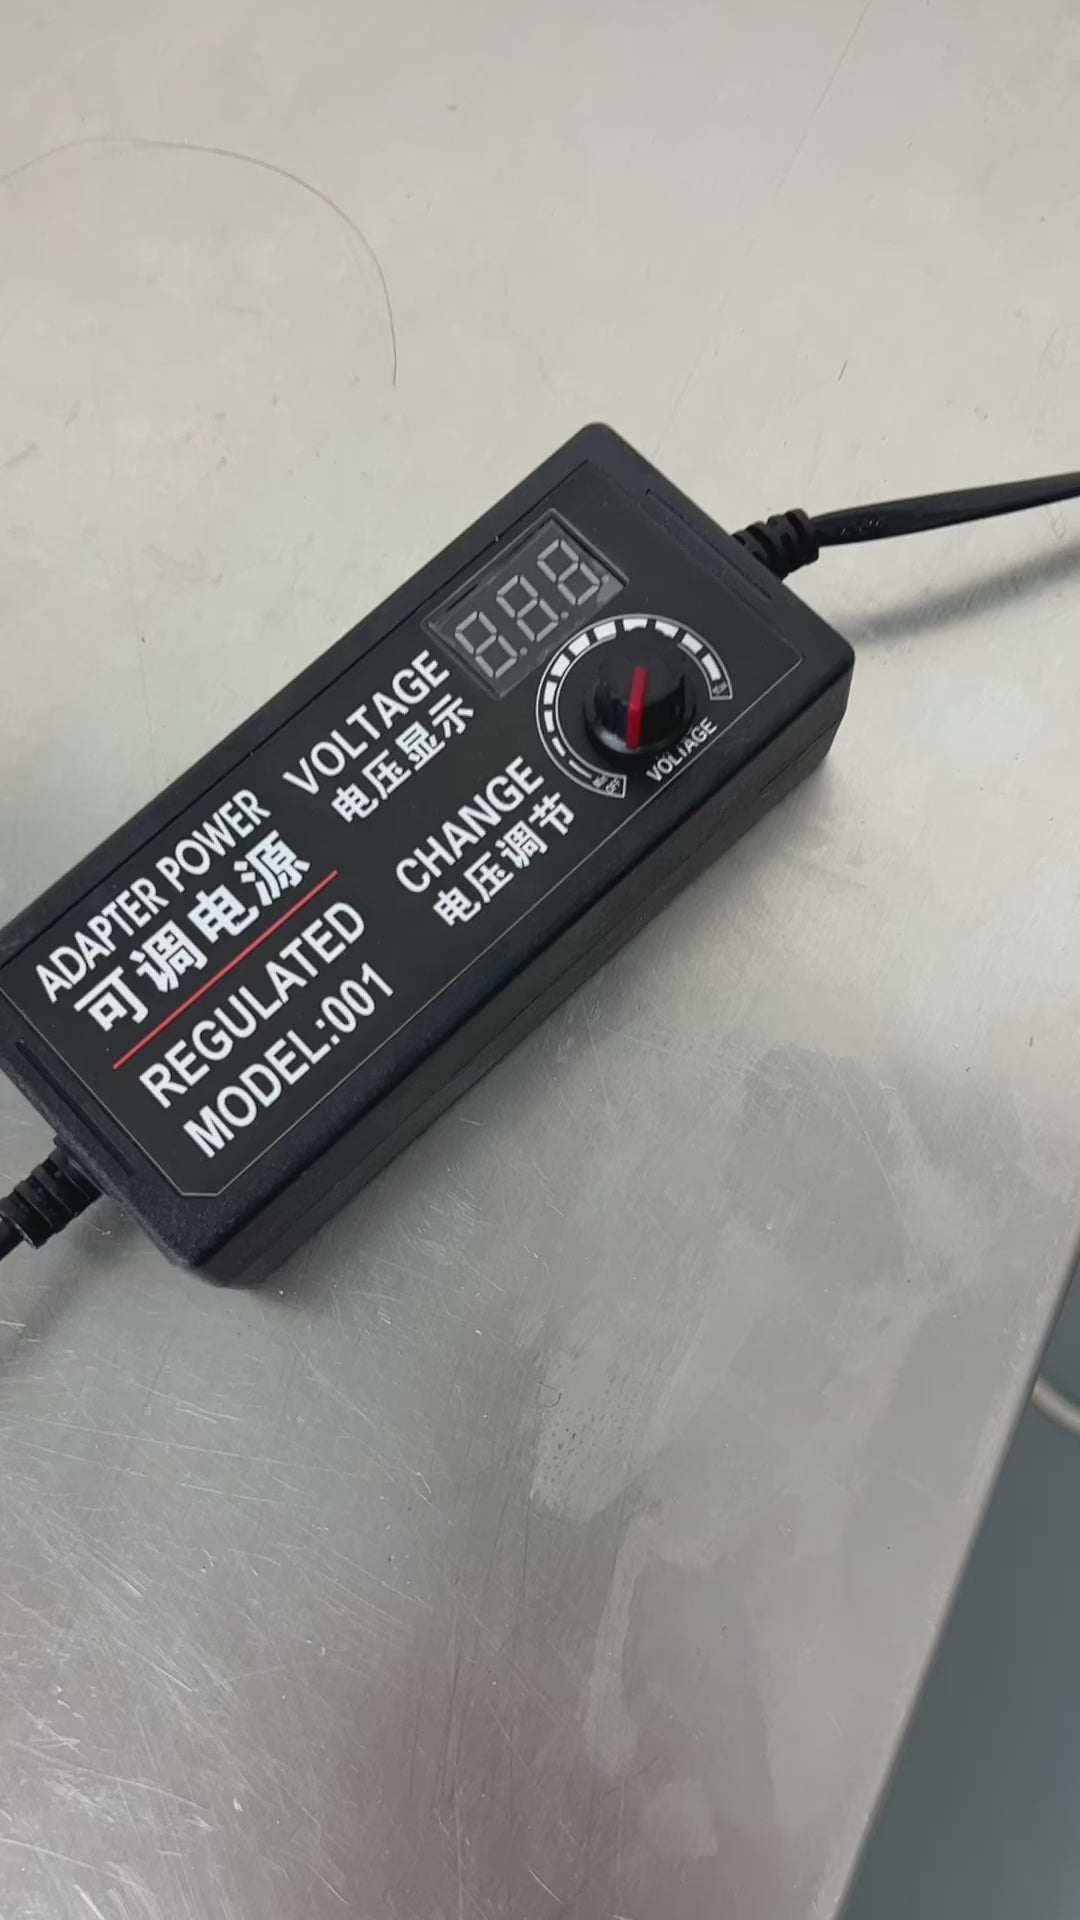 ADAPTER POWER
可调电源
REGULATED
MODEL:001
VOLTAGE
电压显示
CHANGE
电压调节
VOLTAGE
OFF